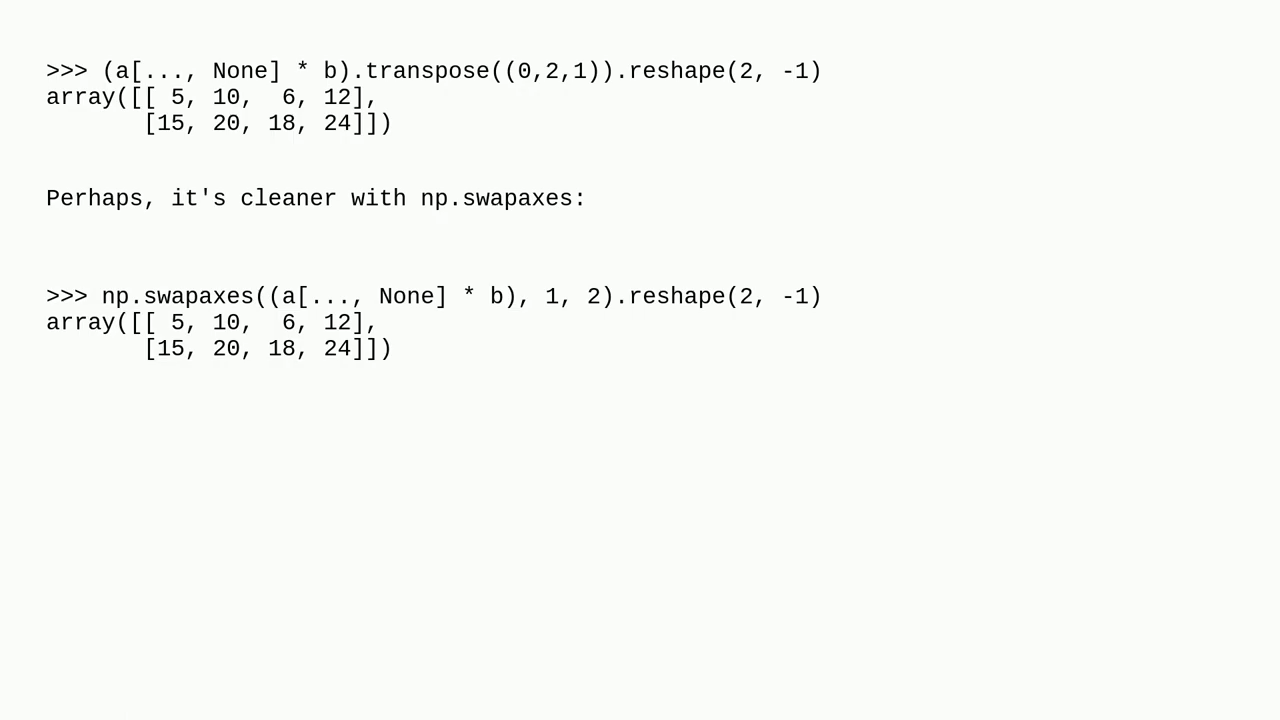 >>> (a[..., None] * b).transpose((0,2,1)).reshape(2, -1)
array([[ 5, 10,  6, 12],
       [15, 20, 18, 24]])
Perhaps, it's cleaner with np.swapaxes:
>>> np.swapaxes((a[..., None] * b), 1, 2).reshape(2, -1)
array([[ 5, 10,  6, 12],
       [15, 20, 18, 24]])